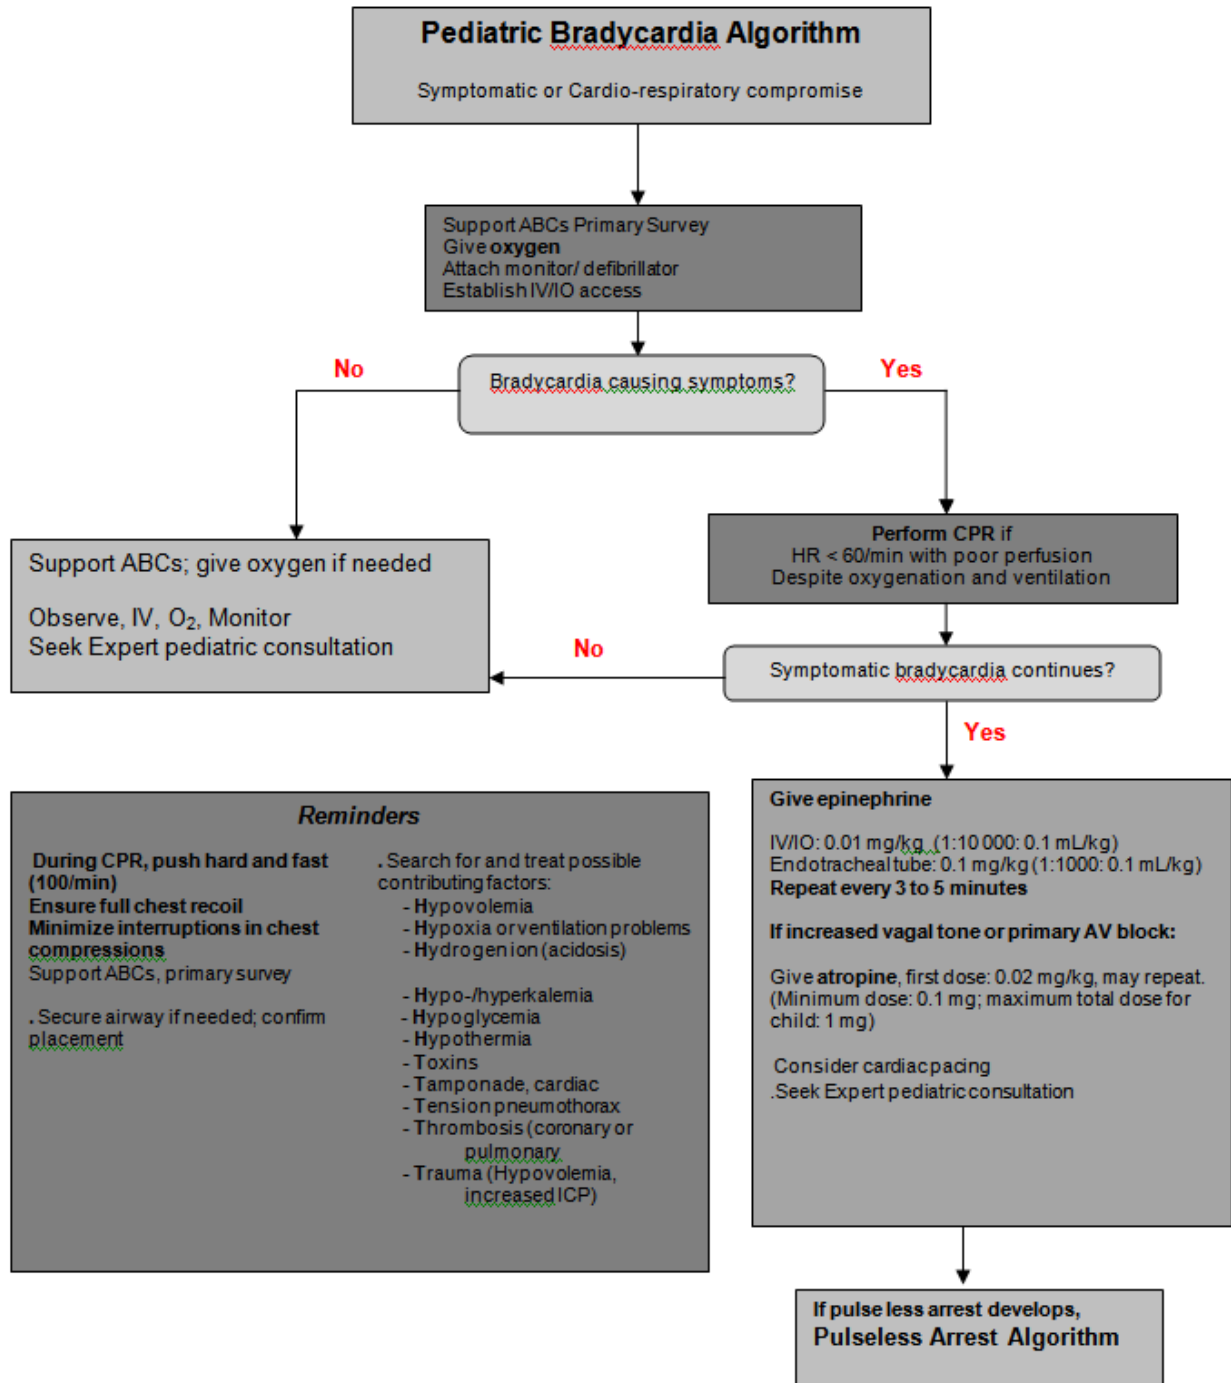 Pediatric Bradycardia Algorithm
Symptomatic or Cardio-respiratory compromise
Support ABCs Primary Survey
Give oxygen
Attach monitor/ defibrillator
Establish IV/IO access
No
Bradycardia causing symptoms?
Yes
Support ABCs; give oxygen if needed
Observe, IV, O₂, Monitor
Seek Expert pediatric consultation
Perform CPR if
HR < 60/min with poor perfusion
Despite oxygenation and ventilation
No
Symptomatic bradycardia continues?
Yes
Reminders
During CPR, push hard and fast
(100/min)
Ensure full chest recoil
Minimize interruptions in chest
compressions
Support ABCs, primary survey
. Secure airway if needed; confirm
placement
. Search for and treat possible
contributing factors:
- Hypovolemia
- Hypoxia or ventilation problems
- Hydrogen ion (acidosis)
- Hypo-/hyperkalemia
- Hypoglycemia
- Hypothermia
- Toxins
- Tamponade, cardiac
- Tension pneumothorax
- Thrombosis (coronary or
pulmonary
- Trauma (Hypovolemia,
increased ICP)
Give epinephrine
IV/IO: 0.01 mg/kg (1:10 000: 0.1 mL/kg)
Endotracheal tube: 0.1 mg/kg (1:1000: 0.1 mL/kg)
Repeat every 3 to 5 minutes
If increased vagal tone or primary AV block:
Give atropine, first dose: 0.02 mg/kg, may repeat.
(Minimum dose: 0.1 mg; maximum total dose for
child: 1 mg)
Consider cardiac pacing
.Seek Expert pediatric consultation
If pulse less arrest develops,
Pulseless Arrest Algorithm